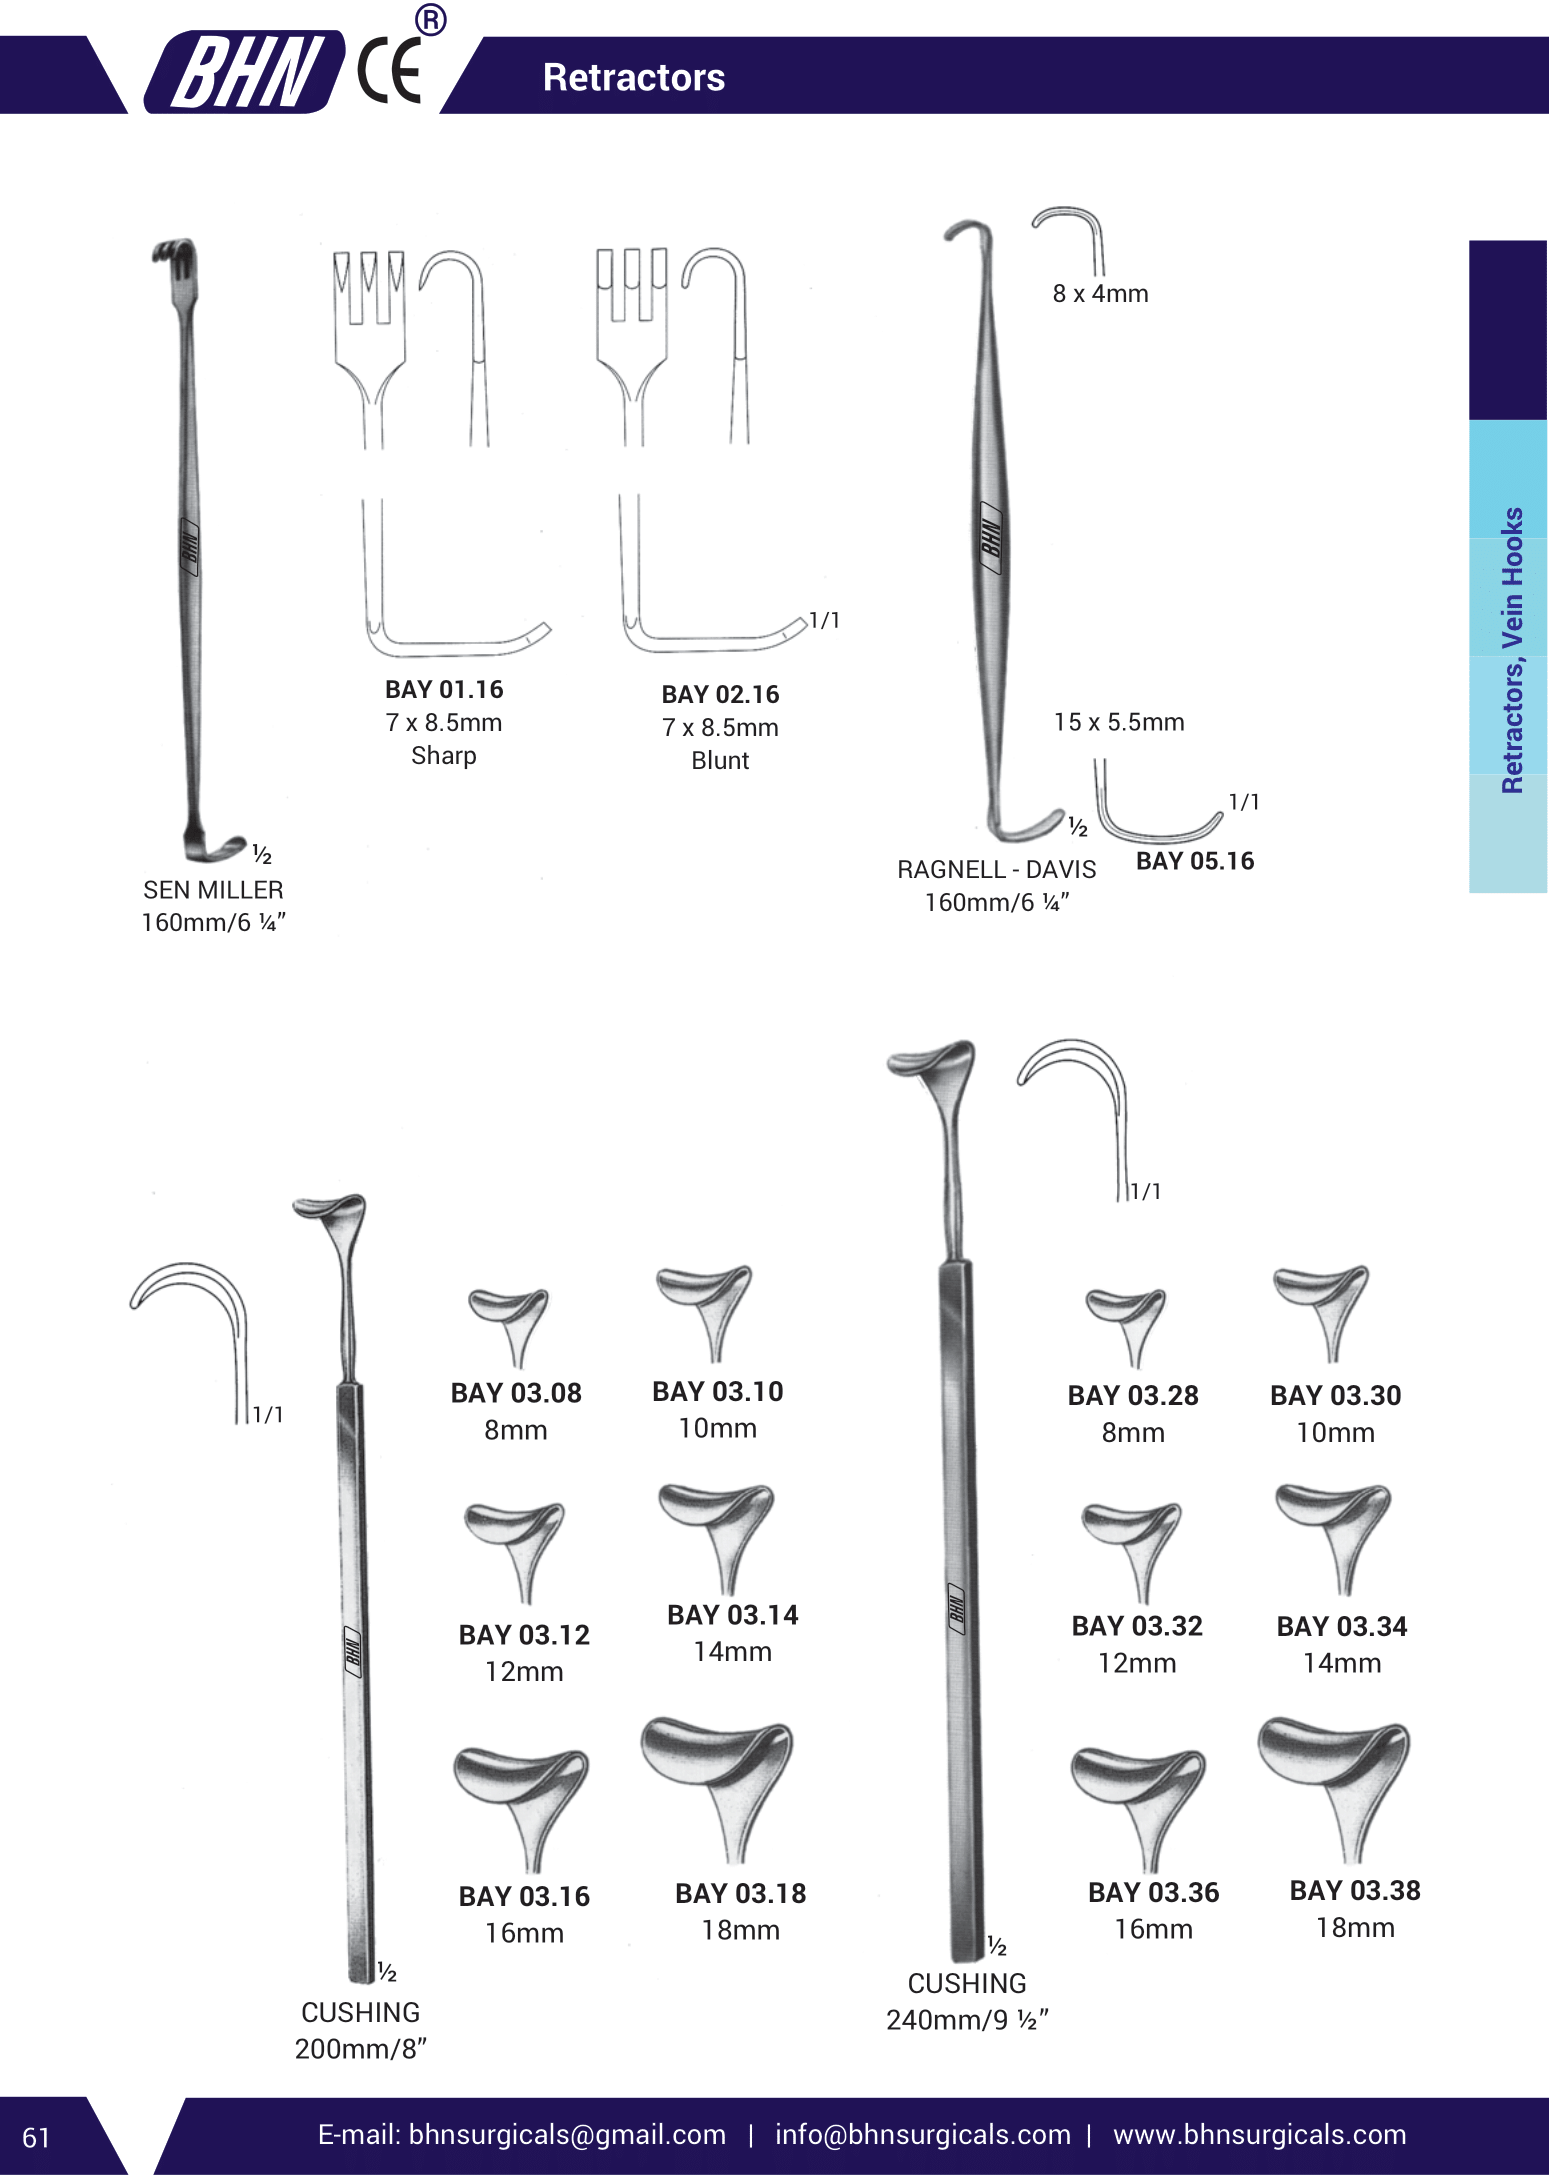 BHN CE ®
Retractors
8 x 4mm
BHN
BHN
1/1
BAY 01.16
7 x 8.5mm
Sharp
BAY 02.16
7 x 8.5mm
Blunt
15 x 5.5mm
1/1
½
BAY 05.16
½
SEN MILLER
160mm/6 ¼”
RAGNELL - DAVIS
160mm/6 ¼”
Retractors, Vein Hooks
1/1
1/1
BAY 03.08
8mm
BAY 03.10
10mm
BAY 03.12
12mm
BAY 03.14
14mm
BHN
BAY 03.16
16mm
BAY 03.18
18mm
½
CUSHING
200mm/8”
BAY 03.28
8mm
BAY 03.30
10mm
BAY 03.32
12mm
BAY 03.34
14mm
BHN
BAY 03.36
16mm
BAY 03.38
18mm
½
CUSHING
240mm/9 ½”
61
E-mail: bhnsurgicals@gmail.com | info@bhnsurgicals.com | www.bhnsurgicals.com